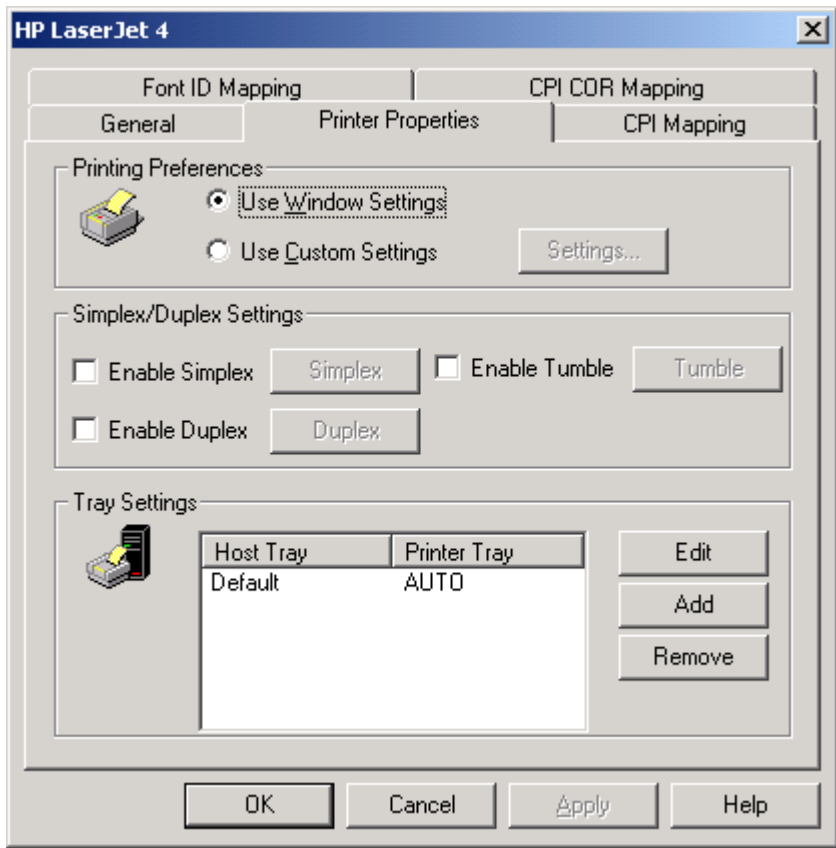 HP LaserJet 4
Font ID Mapping CPI COR Mapping
General Printer Properties CPI Mapping
Printing Preferences
Use Window Settings
Use Custom Settings Settings...
Simplex/Duplex Settings
Enable Simplex Simplex Enable Tumble Tumble
Enable Duplex Duplex
Tray Settings
Host Tray Printer Tray Edit
Default AUTO
Add
Remove
OK Cancel Apply Help